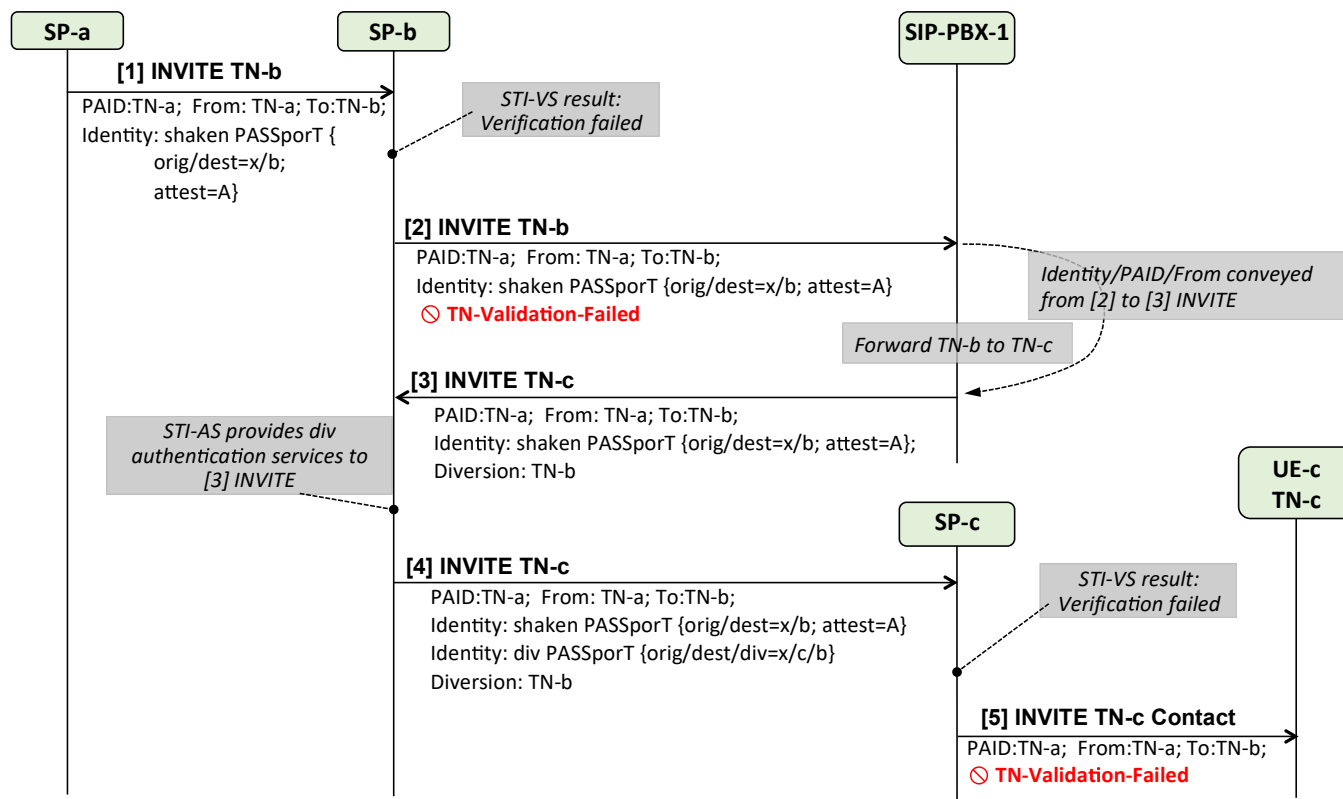 SP-a
SP-b
SIP-PBX-1
[1] INVITE TN-b
PAID:TN-a; From: TN-a; To:TN-b;
Identity: shaken PASSporT {
orig/dest=x/b;
attest=A}
STI-VS result:
Verification failed
[2] INVITE TN-b
PAID:TN-a; From: TN-a; To:TN-b;
Identity: shaken PASSporT {orig/dest=x/b; attest=A}
TN-Validation-Failed
Identity/PAID/From conveyed
from [2] to [3] INVITE
Forward TN-b to TN-c
[3] INVITE TN-c
PAID:TN-a; From: TN-a; To:TN-b;
Identity: shaken PASSporT {orig/dest=x/b; attest=A};
Diversion: TN-b
STI-AS provides div
authentication services to
[3] INVITE
UE-c
TN-c
SP-c
[4] INVITE TN-c
PAID:TN-a; From: TN-a; To:TN-b;
Identity: shaken PASSporT {orig/dest=x/b; attest=A}
Identity: div PASSporT {orig/dest/div=x/c/b}
Diversion: TN-b
STI-VS result:
Verification failed
[5] INVITE TN-c Contact
PAID:TN-a; From:TN-a; To:TN-b;
TN-Validation-Failed